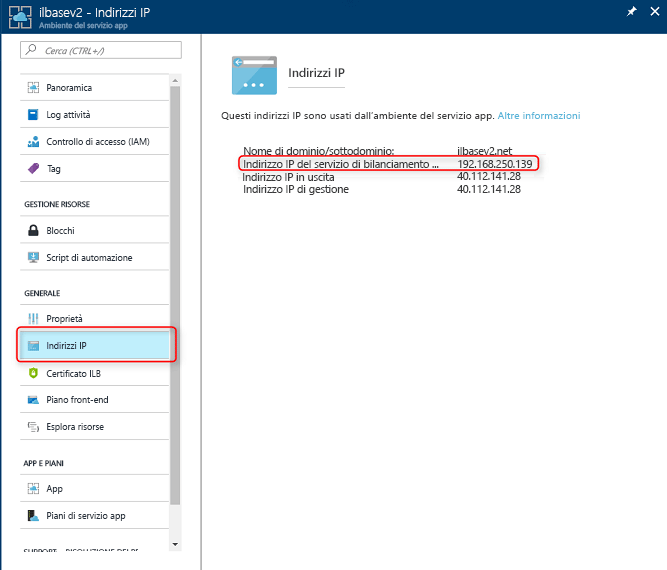 ilbasev2 - Indirizzi IP
Ambiente del servizio app
Cerca (CTRL+/)
Panoramica
Log attività
Controllo di accesso (IAM)
Tag
GESTIONE RISORSE
Blocchi
Script di automazione
GENERALE
Proprietà
Indirizzi IP
Certificato ILB
Piano front-end
Esplora risorse
APP E PIANI
App
Piani di servizio app
Indirizzi IP
Questi indirizzi IP sono usati dall'ambiente del servizio app. Altre informazioni
Nome di dominio/sottodominio: ilbasev2.net
Indirizzo IP del servizio di bilanciamento ... 192.168.250.139
Indirizzo IP in uscita 40.112.141.28
Indirizzo IP di gestione 40.112.141.28